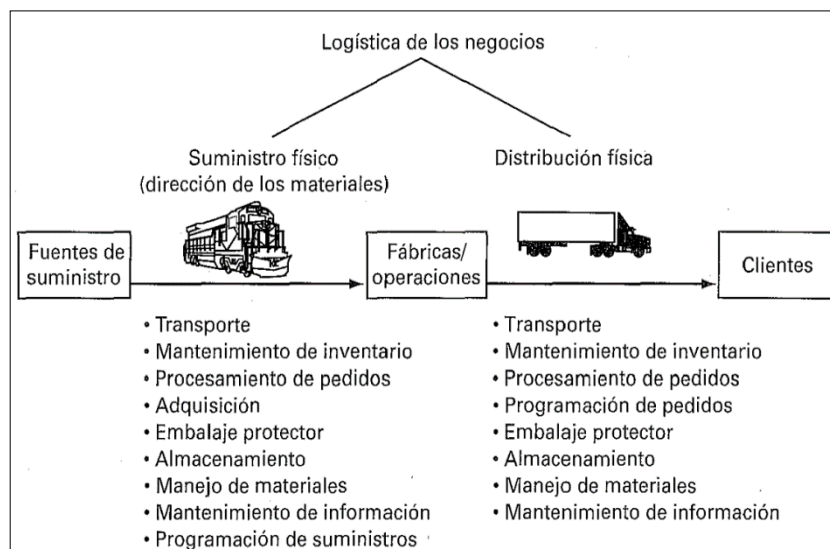 Logística de los negocios
Suministro físico
(dirección de los materiales)
Distribución física
Fuentes de
suministro
Fábricas/
operaciones
Clientes
• Transporte
• Mantenimiento de inventario
• Procesamiento de pedidos
• Adquisición
• Embalaje protector
• Almacenamiento
• Manejo de materiales
• Mantenimiento de información
• Programación de suministros
• Transporte
• Mantenimiento de inventario
• Procesamiento de pedidos
• Programación de pedidos
• Embalaje protector
• Almacenamiento
• Manejo de materiales
• Mantenimiento de información